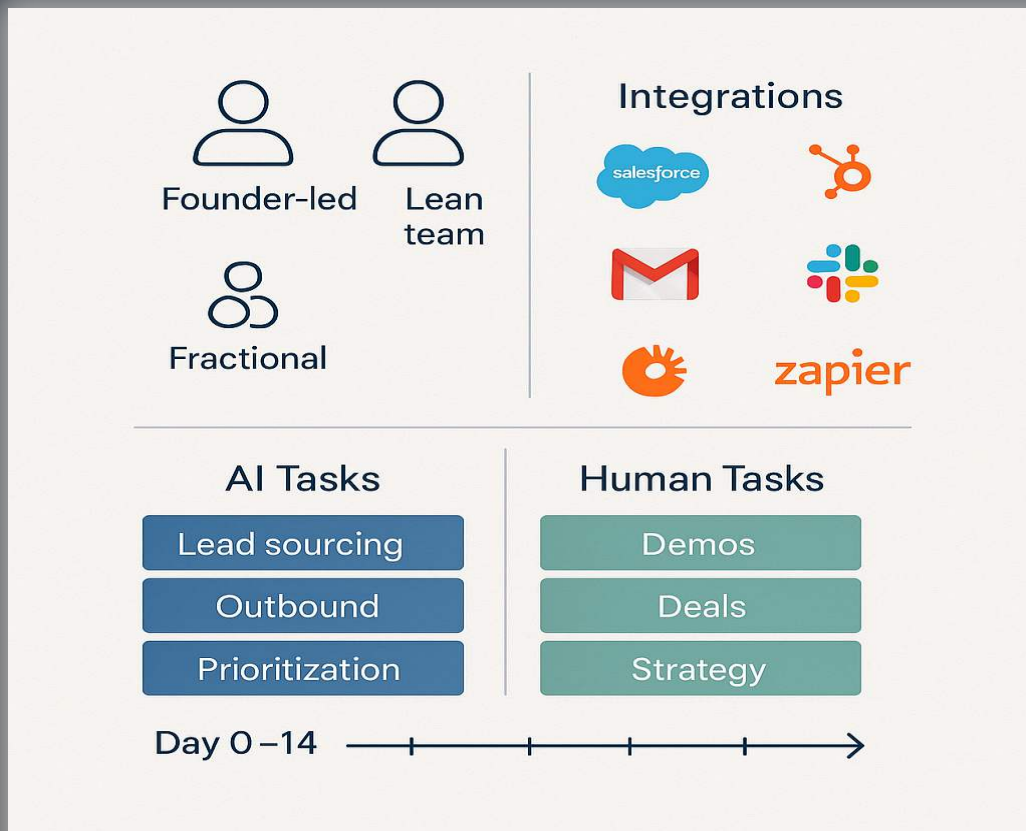 Founder-led
Lean
team
Fractional
Integrations
salesforce
zapier
AI Tasks
Lead sourcing
Outbound
Prioritization
Human Tasks
Demos
Deals
Strategy
Day 0–14